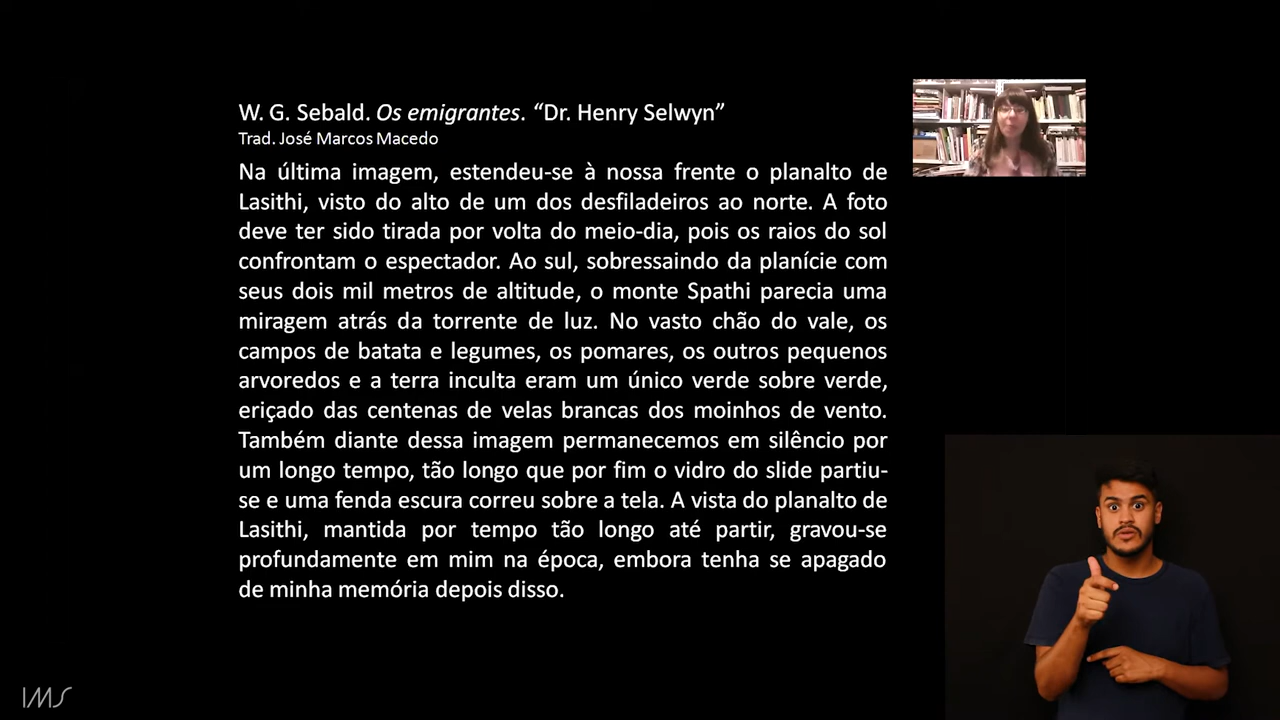 W. G. Sebald. Os emigrantes. “Dr. Henry Selwyn”
Trad. José Marcos Macedo
Na última imagem, estendeu-se à nossa frente o planalto de
Lasithi, visto do alto de um dos desfiladeiros ao norte. A foto
deve ter sido tirada por volta do meio-dia, pois os raios do sol
confrontam o espectador. Ao sul, sobressaindo da planície com
seus dois mil metros de altitude, o monte Spathi parecia uma
miragem atrás da torrente de luz. No vasto chão do vale, os
campos de batata e legumes, os pomares, os outros pequenos
arvoredos e a terra inculta eram um único verde sobre verde,
eriçado das centenas de velas brancas dos moinhos de vento.
Também diante dessa imagem permanecemos em silêncio por
um longo tempo, tão longo que por fim o vidro do slide partiu-
se e uma fenda escura correu sobre a tela. A vista do planalto de
Lasithi, mantida por tempo tão longo até partir, gravou-se
profundamente em mim na época, embora tenha se apagado
de minha memória depois disso.
IMS